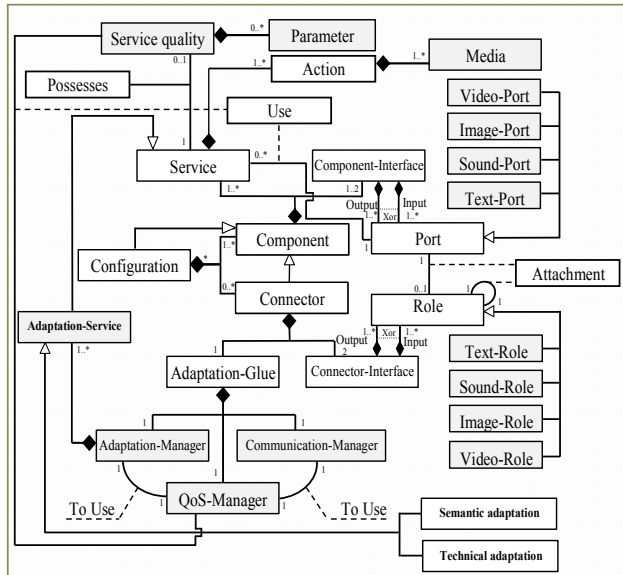 Service quality
0..*
Parameter
0..1
1..*
Action
1..*
Media
Possesses
Use
Video-Port
Image-Port
Sound-Port
Text-Port
1
0..*
Service
Component-Interface
1..*
1..2
Output
Input
1..*
Xor
1..*
Component
1
Port
1..*
Configuration
*
1
Attachment
0..*
0..1
1
Connector
Role
1
Adaptation-Service
1..*
Output
1..*
Xor
1..*
Input
1
2
Adaptation-Glue
Connector-Interface
Text-Role
Sound-Role
Image-Role
Video-Role
1
1
Adaptation-Manager
Communication-Manager
1
1
1
1
1
QoS-Manager
To Use
To Use
Semantic adaptation
Technical adaptation